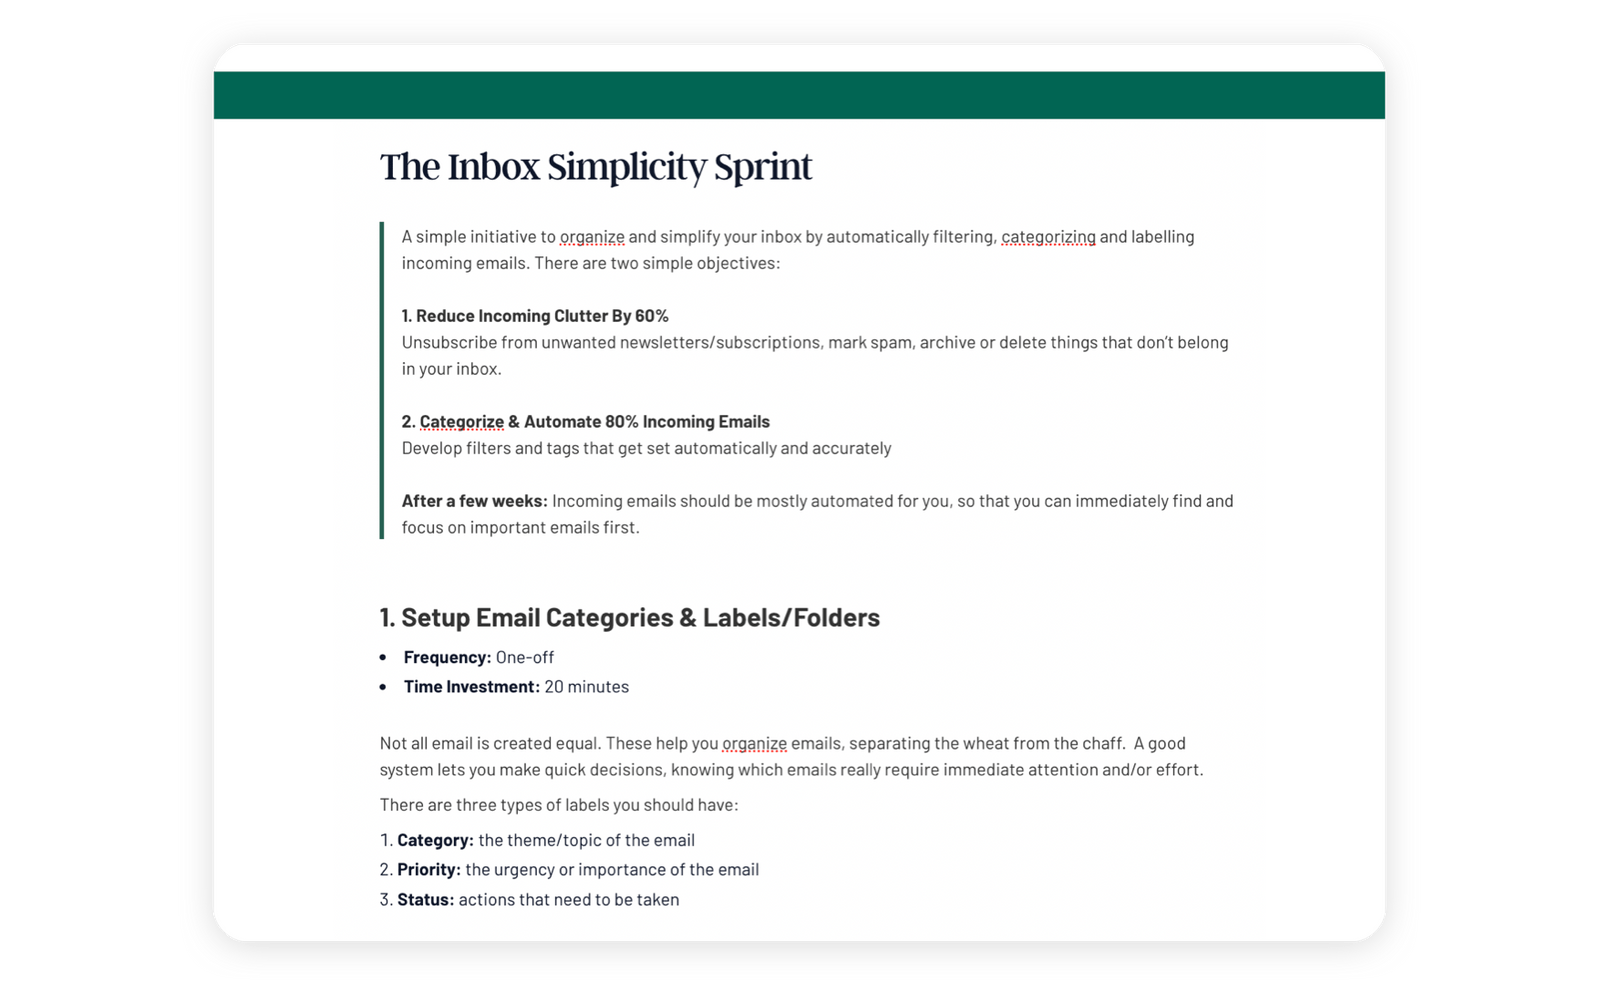 The Inbox Simplicity Sprint
A simple initiative to organize and simplify your inbox by automatically filtering, categorizing and labelling
incoming emails. There are two simple objectives:
1. Reduce Incoming Clutter By 60%
Unsubscribe from unwanted newsletters/subscriptions, mark spam, archive or delete things that don’t belong
in your inbox.
2. Categorize & Automate 80% Incoming Emails
Develop filters and tags that get set automatically and accurately
After a few weeks: Incoming emails should be mostly automated for you, so that you can immediately find and
focus on important emails first.
1. Setup Email Categories & Labels/Folders
• Frequency: One-off
• Time Investment: 20 minutes
Not all email is created equal. These help you organize emails, separating the wheat from the chaff.  A good
system lets you make quick decisions, knowing which emails really require immediate attention and/or effort.
There are three types of labels you should have:
1. Category: the theme/topic of the email
2. Priority: the urgency or importance of the email
3. Status: actions that need to be taken